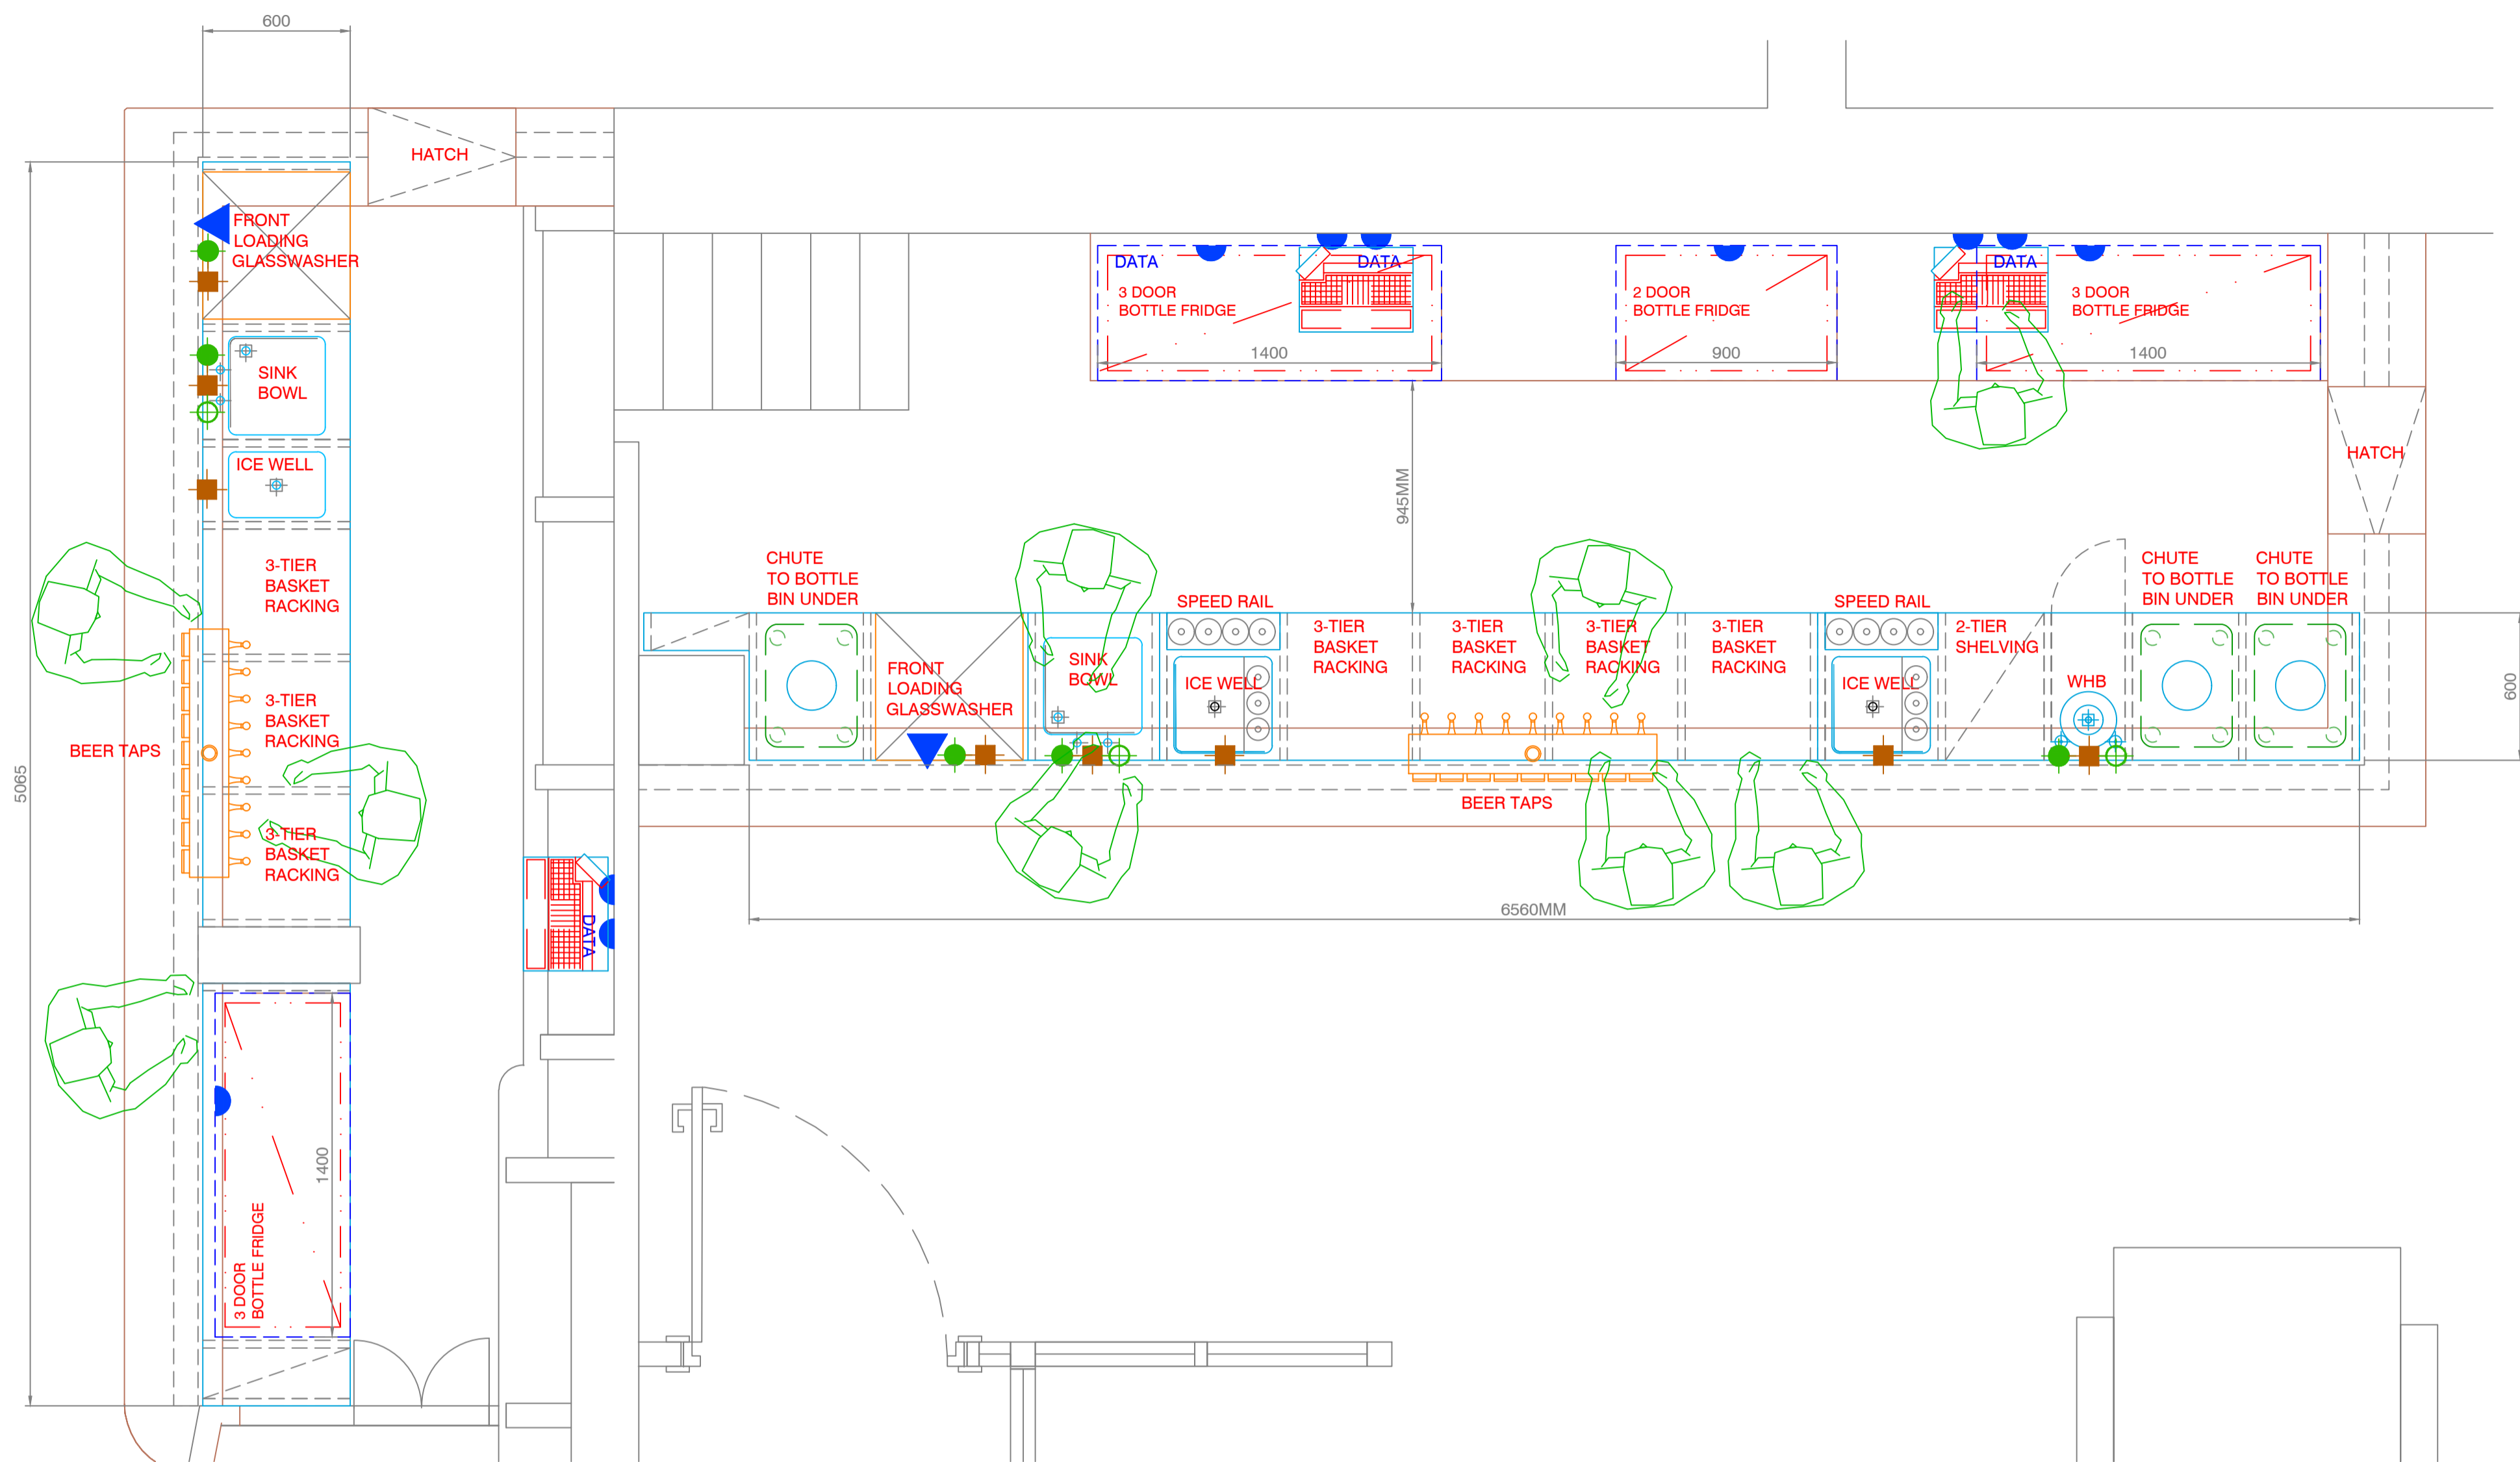 600
HATCH
FRONT
LOADING
GLASSWASHER
SINK
BOWL
ICE WELL
3-TIER
BASKET
RACKING
3-TIER
BASKET
RACKING
BEER TAPS
3-TIER
BASKET
RACKING
5065
1400
3 DOOR
BOTTLE FRIDGE
DATA
DATA
DATA
3 DOOR
BOTTLE FRIDGE
1400
2 DOOR
BOTTLE FRIDGE
900
DATA
3 DOOR
BOTTLE FRIDGE
1400
HATCH
945MM
CHUTE
TO BOTTLE
BIN UNDER
FRONT
LOADING
GLASSWASHER
SINK
BOWL
SPEED RAIL
ICE WELL
3-TIER
BASKET
RACKING
3-TIER
BASKET
RACKING
3-TIER
BASKET
RACKING
3-TIER
BASKET
RACKING
SPEED RAIL
ICE WELL
2-TIER
SHELVING
WHB
CHUTE
TO BOTTLE
BIN UNDER
CHUTE
TO BOTTLE
BIN UNDER
600
BEER TAPS
6560MM